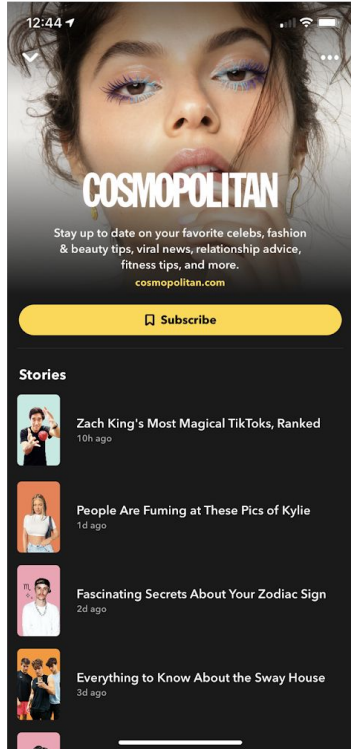 12:44
COSMOPOLITAN
Stay up to date on your favorite celebs, fashion
& beauty tips, viral news, relationship advice,
fitness tips, and more.
cosmopolitan.com
Subscribe
Stories
Zach King's Most Magical TikToks, Ranked
10h ago
People Are Fuming at These Pics of Kylie
1d ago
Fascinating Secrets About Your Zodiac Sign
2d ago
Everything to Know About the Sway House
3d ago